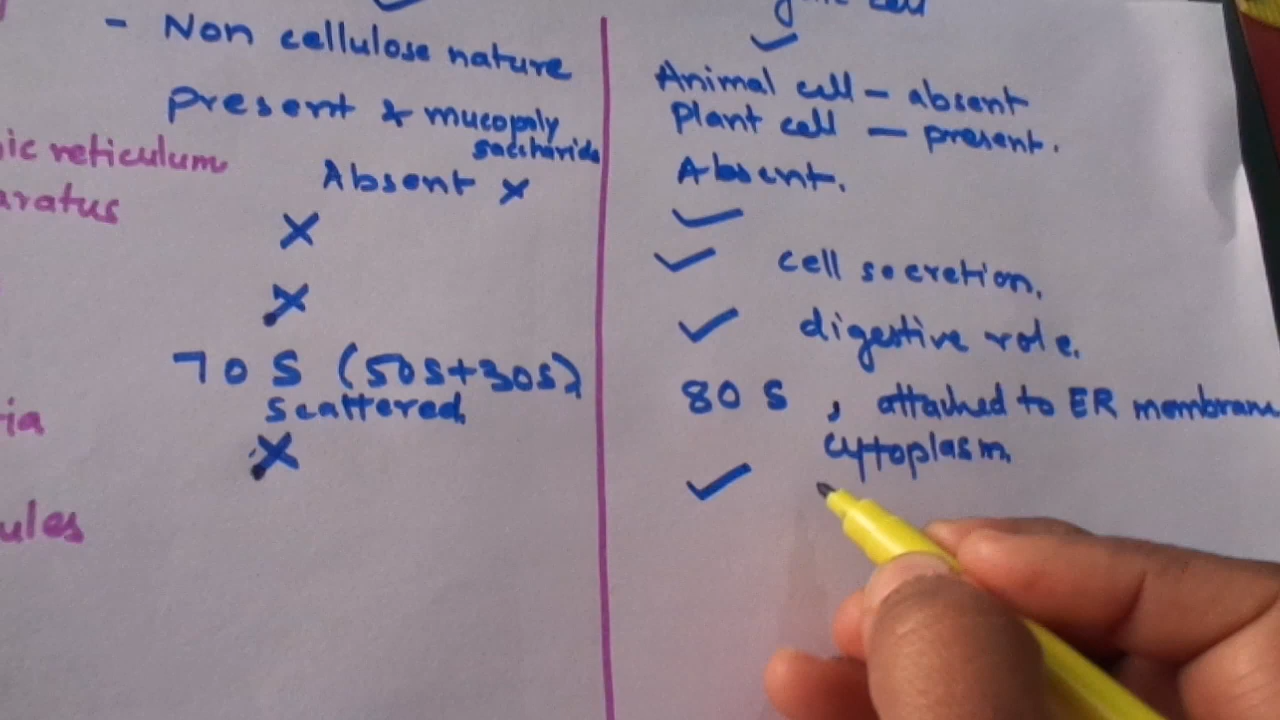 - Non cellulose nature
cell
Present & mucopoly
saccharide
Animal cell - absent
Plant cell - present.
ic reticulum
Absent x
Absent.
aratus
x
✓
✓ cell secretion.
x
✓ digestive role.
70 S (50S+30S)
scattered.
80 S, attached to ER membrane
cytoplasm.
ia
x
✓
ules